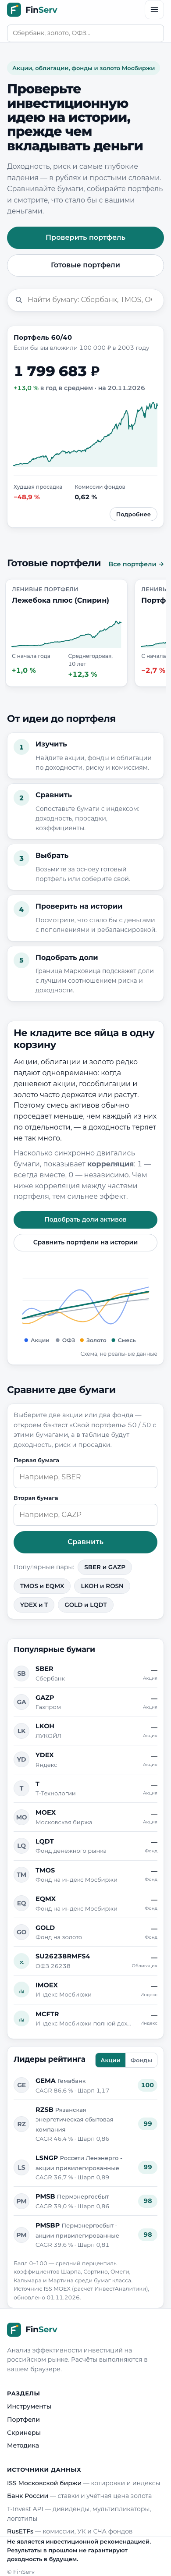 FinServ
Сбербанк, золото, ОФЗ…
Акции, облигации, фонды и золото Мосбиржи
Проверьте
инвестиционную
идею на истории,
прежде чем
вкладывать деньги
Доходность, риск и самые глубокие
падения — в рублях и простыми словами.
Сравнивайте бумаги, собирайте портфель
и смотрите, что стало бы с вашими
деньгами.
Проверить портфель
Готовые портфели
Найти бумагу: Сбербанк, TMOS, O
Портфель 60/40
Если бы вы вложили 100 000 ₽ в 2003 году
1 799 683 ₽
+13,0 % в год в среднем · на 20.11.2026
Худшая просадка
Комиссии фондов
−48,9 %
0,62 %
Подробнее
Готовые портфели
Все портфели →
ЛЕНИВЫЕ ПОРТФЕЛИ
ЛЕНИВЫ
Лежебока плюс (Спирин)
Портф
С начала года
Среднегодовая,
10 лет
С начала
+1,0 %
+12,3 %
−2,7 %
От идеи до портфеля
1
Изучить
Найдите акции, фонды и облигации
по доходности, риску и комиссиям.
2
Сравнить
Сопоставьте бумаги с индексом:
доходность, просадки,
коэффициенты.
3
Выбрать
Возьмите за основу готовый
портфель или соберите свой.
4
Проверить на истории
Посмотрите, что стало бы с деньгами
с пополнениями и ребалансировкой.
5
Подобрать доли
Граница Марковица подскажет доли
с лучшим соотношением риска и
доходности.
Не кладите все яйца в одну
корзину
Акции, облигации и золото редко
падают одновременно: когда
дешевеют акции, гособлигации и
золото часто держатся или растут.
Поэтому смесь активов обычно
проседает меньше, чем каждый из них
по отдельности, — а доходность теряет
не так много.
Насколько синхронно двигались
бумаги, показывает корреляция: 1 —
всегда вместе, 0 — независимо. Чем
ниже корреляция между частями
портфеля, тем сильнее эффект.
Подобрать доли активов
Сравнить портфели на истории
Акции
ОФЗ
Золото
Смесь
Схема, не реальные данные
Сравните две бумаги
Выберите две акции или два фонда —
откроем бэктест «Свой портфель» 50 / 50 с
этими бумагами, а в таблице будут
доходность, риск и просадки.
Первая бумага
Например, SBER
Вторая бумага
Например, GAZP
Сравнить
Популярные пары:
SBER и GAZP
TMOS и EQMX
LKOH и ROSN
YDEX и T
GOLD и LQDT
Популярные бумаги
SB
SBER
Сбербанк
—
Акция
GA
GAZP
Газпром
—
Акция
LK
LKOH
ЛУКОЙЛ
—
Акция
YD
YDEX
Яндекс
—
Акция
T
T
Т-Технологии
—
Акция
MO
MOEX
Московская биржа
—
Акция
LQ
LQDT
Фонд денежного рынка
—
Фонд
TM
TMOS
Фонд на индекс Мосбиржи
—
Фонд
EQ
EQMX
Фонд на индекс Мосбиржи
—
Фонд
GO
GOLD
Фонд на золото
—
Фонд
SU26238RMFS4
ОФЗ 26238
—
Облигация
IMOEX
Индекс Мосбиржи
—
Индекс
MCFTR
Индекс Мосбиржи полной дох…
—
Индекс
Лидеры рейтинга
Акции
Фонды
GE
GEMA Гемабанк
CAGR 86,6 % · Шарп 1,17
100
RZ
RZSB Рязанская
энергетическая сбытовая
компания
CAGR 46,4 % · Шарп 0,86
99
LS
LSNGP Россети Ленэнерго -
акции привилегированные
CAGR 36,7 % · Шарп 0,89
99
PM
PMSB Пермэнергосбыт
CAGR 39,0 % · Шарп 0,86
98
PM
PMSBP Пермэнергосбыт -
акции привилегированные
CAGR 39,6 % · Шарп 0,81
98
Балл 0–100 — средний перцентиль
коэффициентов Шарпа, Сортино, Омеги,
Кальмара и Мартина среди бумаг класса.
Источник: ISS MOEX (расчёт ИнвестАналитики),
обновлено 01.11.2026.
FinServ
Анализ эффективности инвестиций на
российском рынке. Расчёты выполняются в
вашем браузере.
РАЗДЕЛЫ
Инструменты
Портфели
Скринеры
Методика
ИСТОЧНИКИ ДАННЫХ
ISS Московской биржи — котировки и индексы
Банк России — ставки и учётная цена золота
T-Invest API — дивиденды, мультипликаторы,
логотипы
RusETFs — комиссии, УК и СЧА фондов
Не является инвестиционной рекомендацией.
Результаты в прошлом не гарантируют
доходность в будущем.
© FinServ